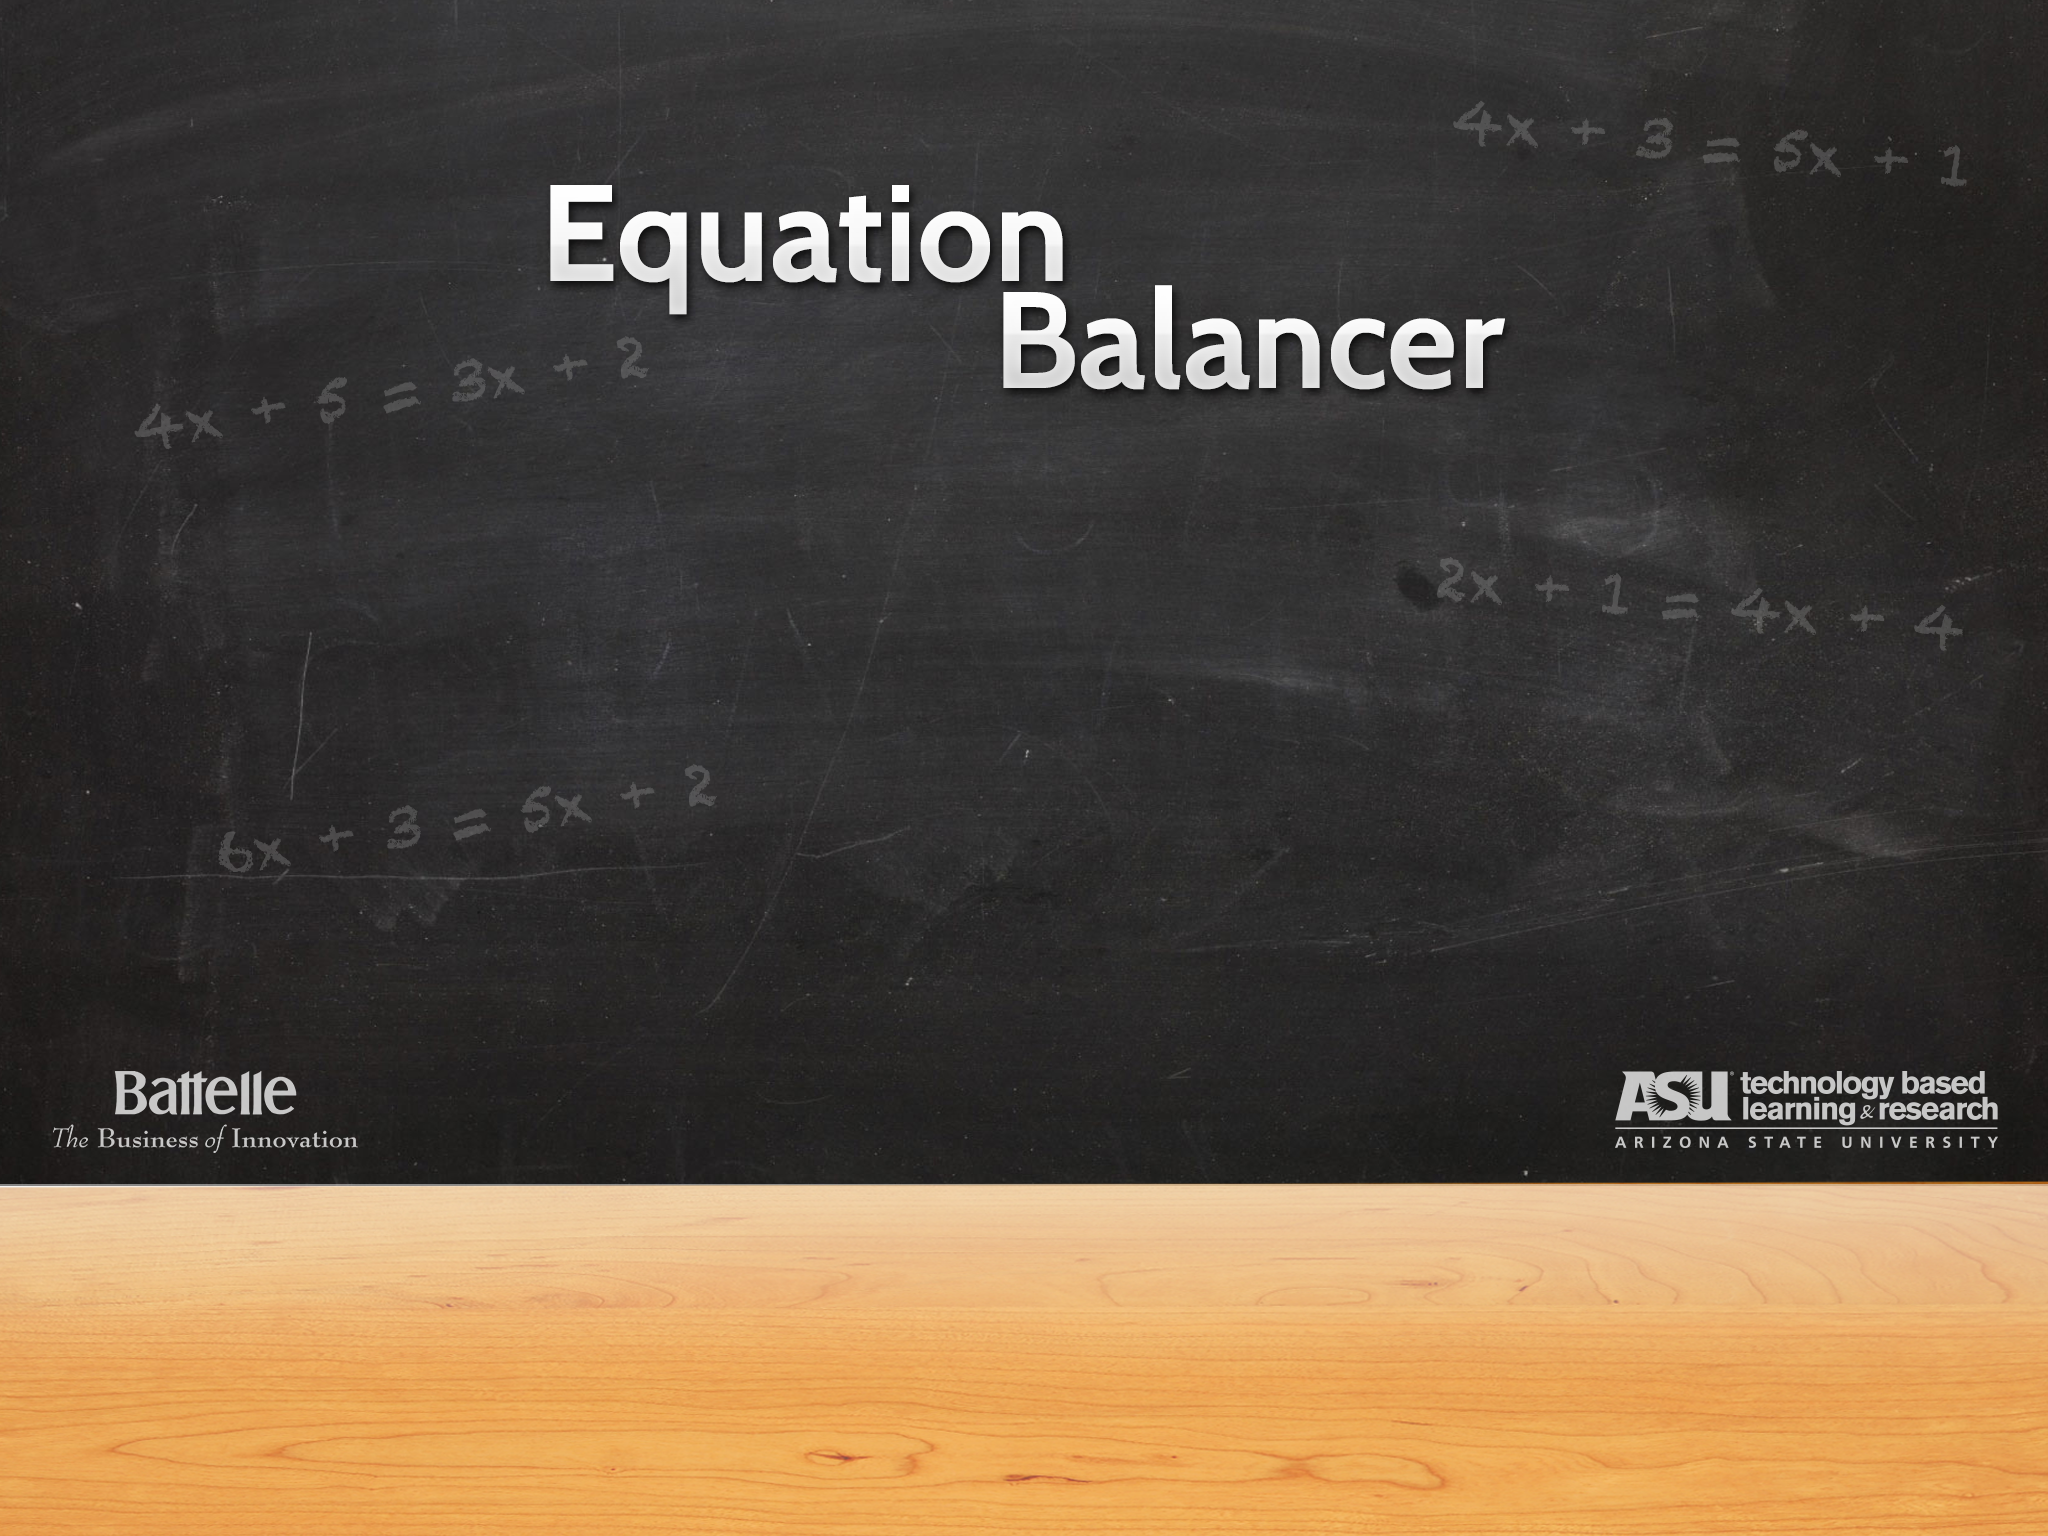 4x + 3 = 5x + 1
Equation
Balancer
4x + 5 = 3x + 2
2x + 1 = 4x + 4
6x + 3 = 5x + 2
Battelle
The Business of Innovation
ASU technology based
learning & research
ARIZONA STATE UNIVERSITY